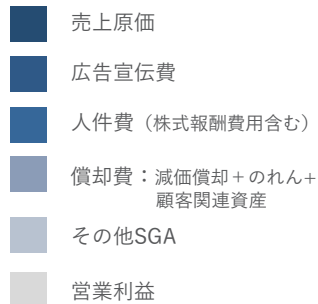 売上原価
広告宣伝費
人件費（株式報酬費用含む）
償却費：減価償却＋のれん+
顧客関連資産
その他SGA
営業利益